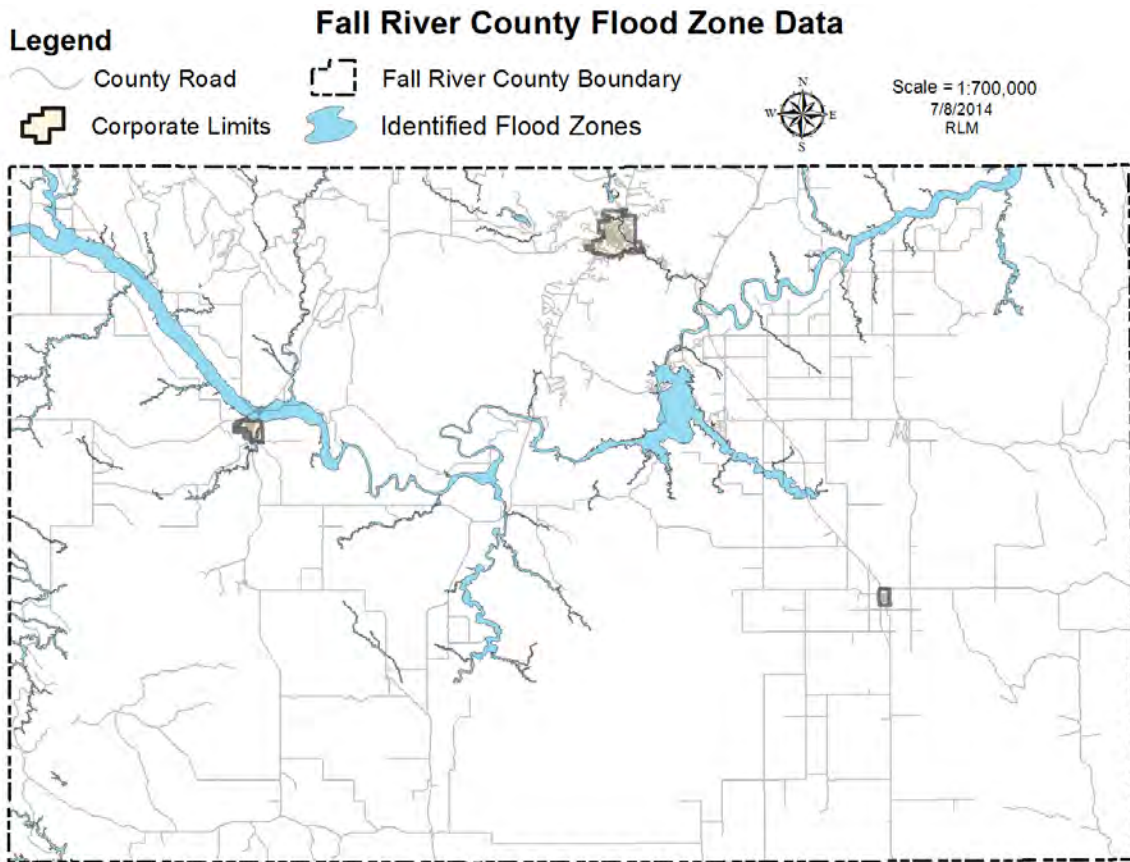 Fall River County Flood Zone Data
Legend
County Road
Fall River County Boundary
Corporate Limits
Identified Flood Zones
N
W
E
S
Scale = 1:700,000
7/8/2014
RLM